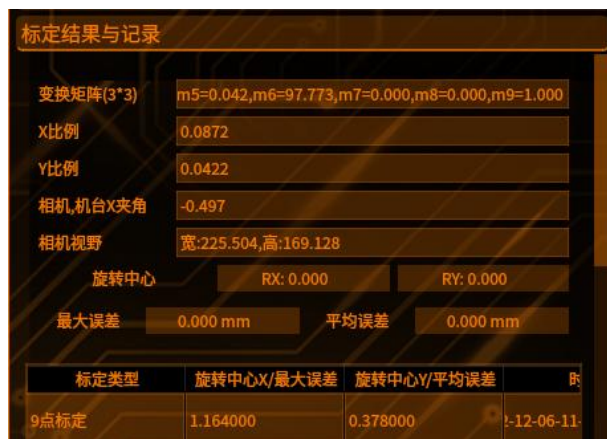 标定结果与记录
变换矩阵(3*3) m5=0.042,m6=97.773,m7=0.000,m8=0.000,m9=1.000
X比例 0.0872
Y比例 0.0422
相机,机台X夹角 -0.497
相机视野 宽:225.504,高:169.128
旋转中心 RX: 0.000 RY: 0.000
最大误差 0.000 mm 平均误差 0.000 mm
标定类型 旋转中心X/最大误差 旋转中心Y/平均误差
9点标定 1.164000 0.378000 2-12-06-11-